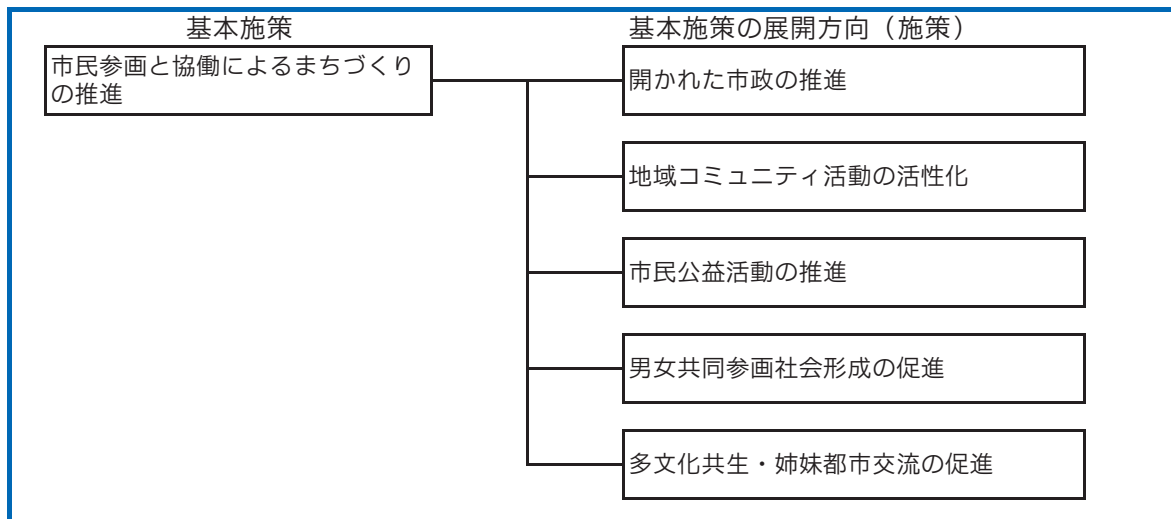 基本施策
基本施策の展開方向（施策）
市民参画と協働によるまちづくり
の推進
開かれた市政の推進
地域コミュニティ活動の活性化
市民公益活動の推進
男女共同参画社会形成の促進
多文化共生・姉妹都市交流の促進